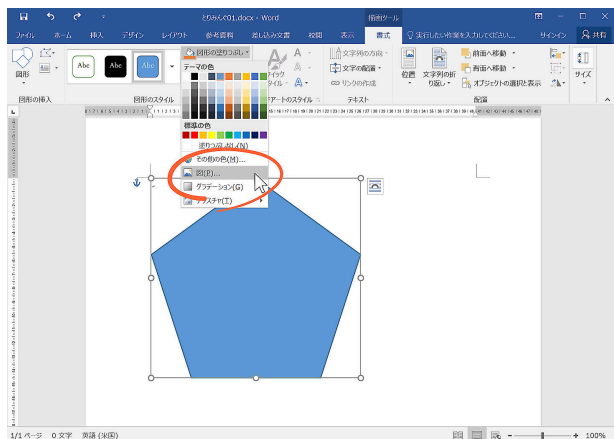 とりみんぐ01.docx - Word
描画ツール
ファイル ホーム 挿入 デザイン レイアウト 参考資料 差し込み文書 校閲 表示 書式 実行したい作業を入力してください... サインイン 共有
図形
Abc Abc Abc
図形の塗りつぶし
文字列の方向
文字の配置
リンクの作成
位置
文字列の折り返し
前面へ移動
背面へ移動
オブジェクトの選択と表示
サイズ
図形の挿入 図形のスタイル テキスト 配置
テーマの色
標準の色
塗りつぶしなし(N)
その他の色(M)...
図(P)...
グラデーション(G)
テクスチャ(T)
1/1 ページ 0 文字 英語 (米国)
100%